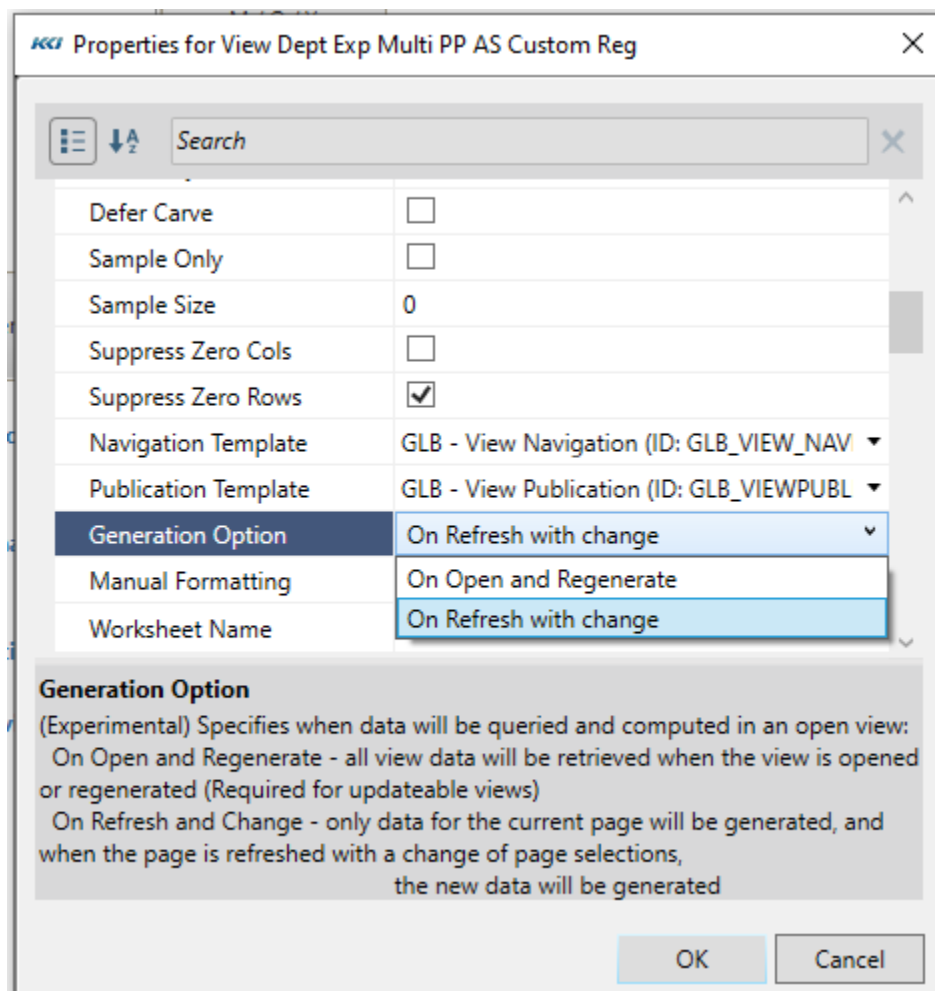 KCI Properties for View Dept Exp Multi PP AS Custom Reg
Search
Defer Carve
Sample Only
Sample Size 0
Suppress Zero Cols
Suppress Zero Rows
Navigation Template GLB - View Navigation (ID: GLB_VIEW_NAVI
Publication Template GLB - View Publication (ID: GLB_VIEWPUBL
Generation Option On Refresh with change
Manual Formatting On Open and Regenerate
On Refresh with change
Worksheet Name
Generation Option
(Experimental) Specifies when data will be queried and computed in an open view:
On Open and Regenerate - all view data will be retrieved when the view is opened
or regenerated (Required for updateable views)
On Refresh and Change - only data for the current page will be generated, and
when the page is refreshed with a change of page selections,
the new data will be generated
OK Cancel